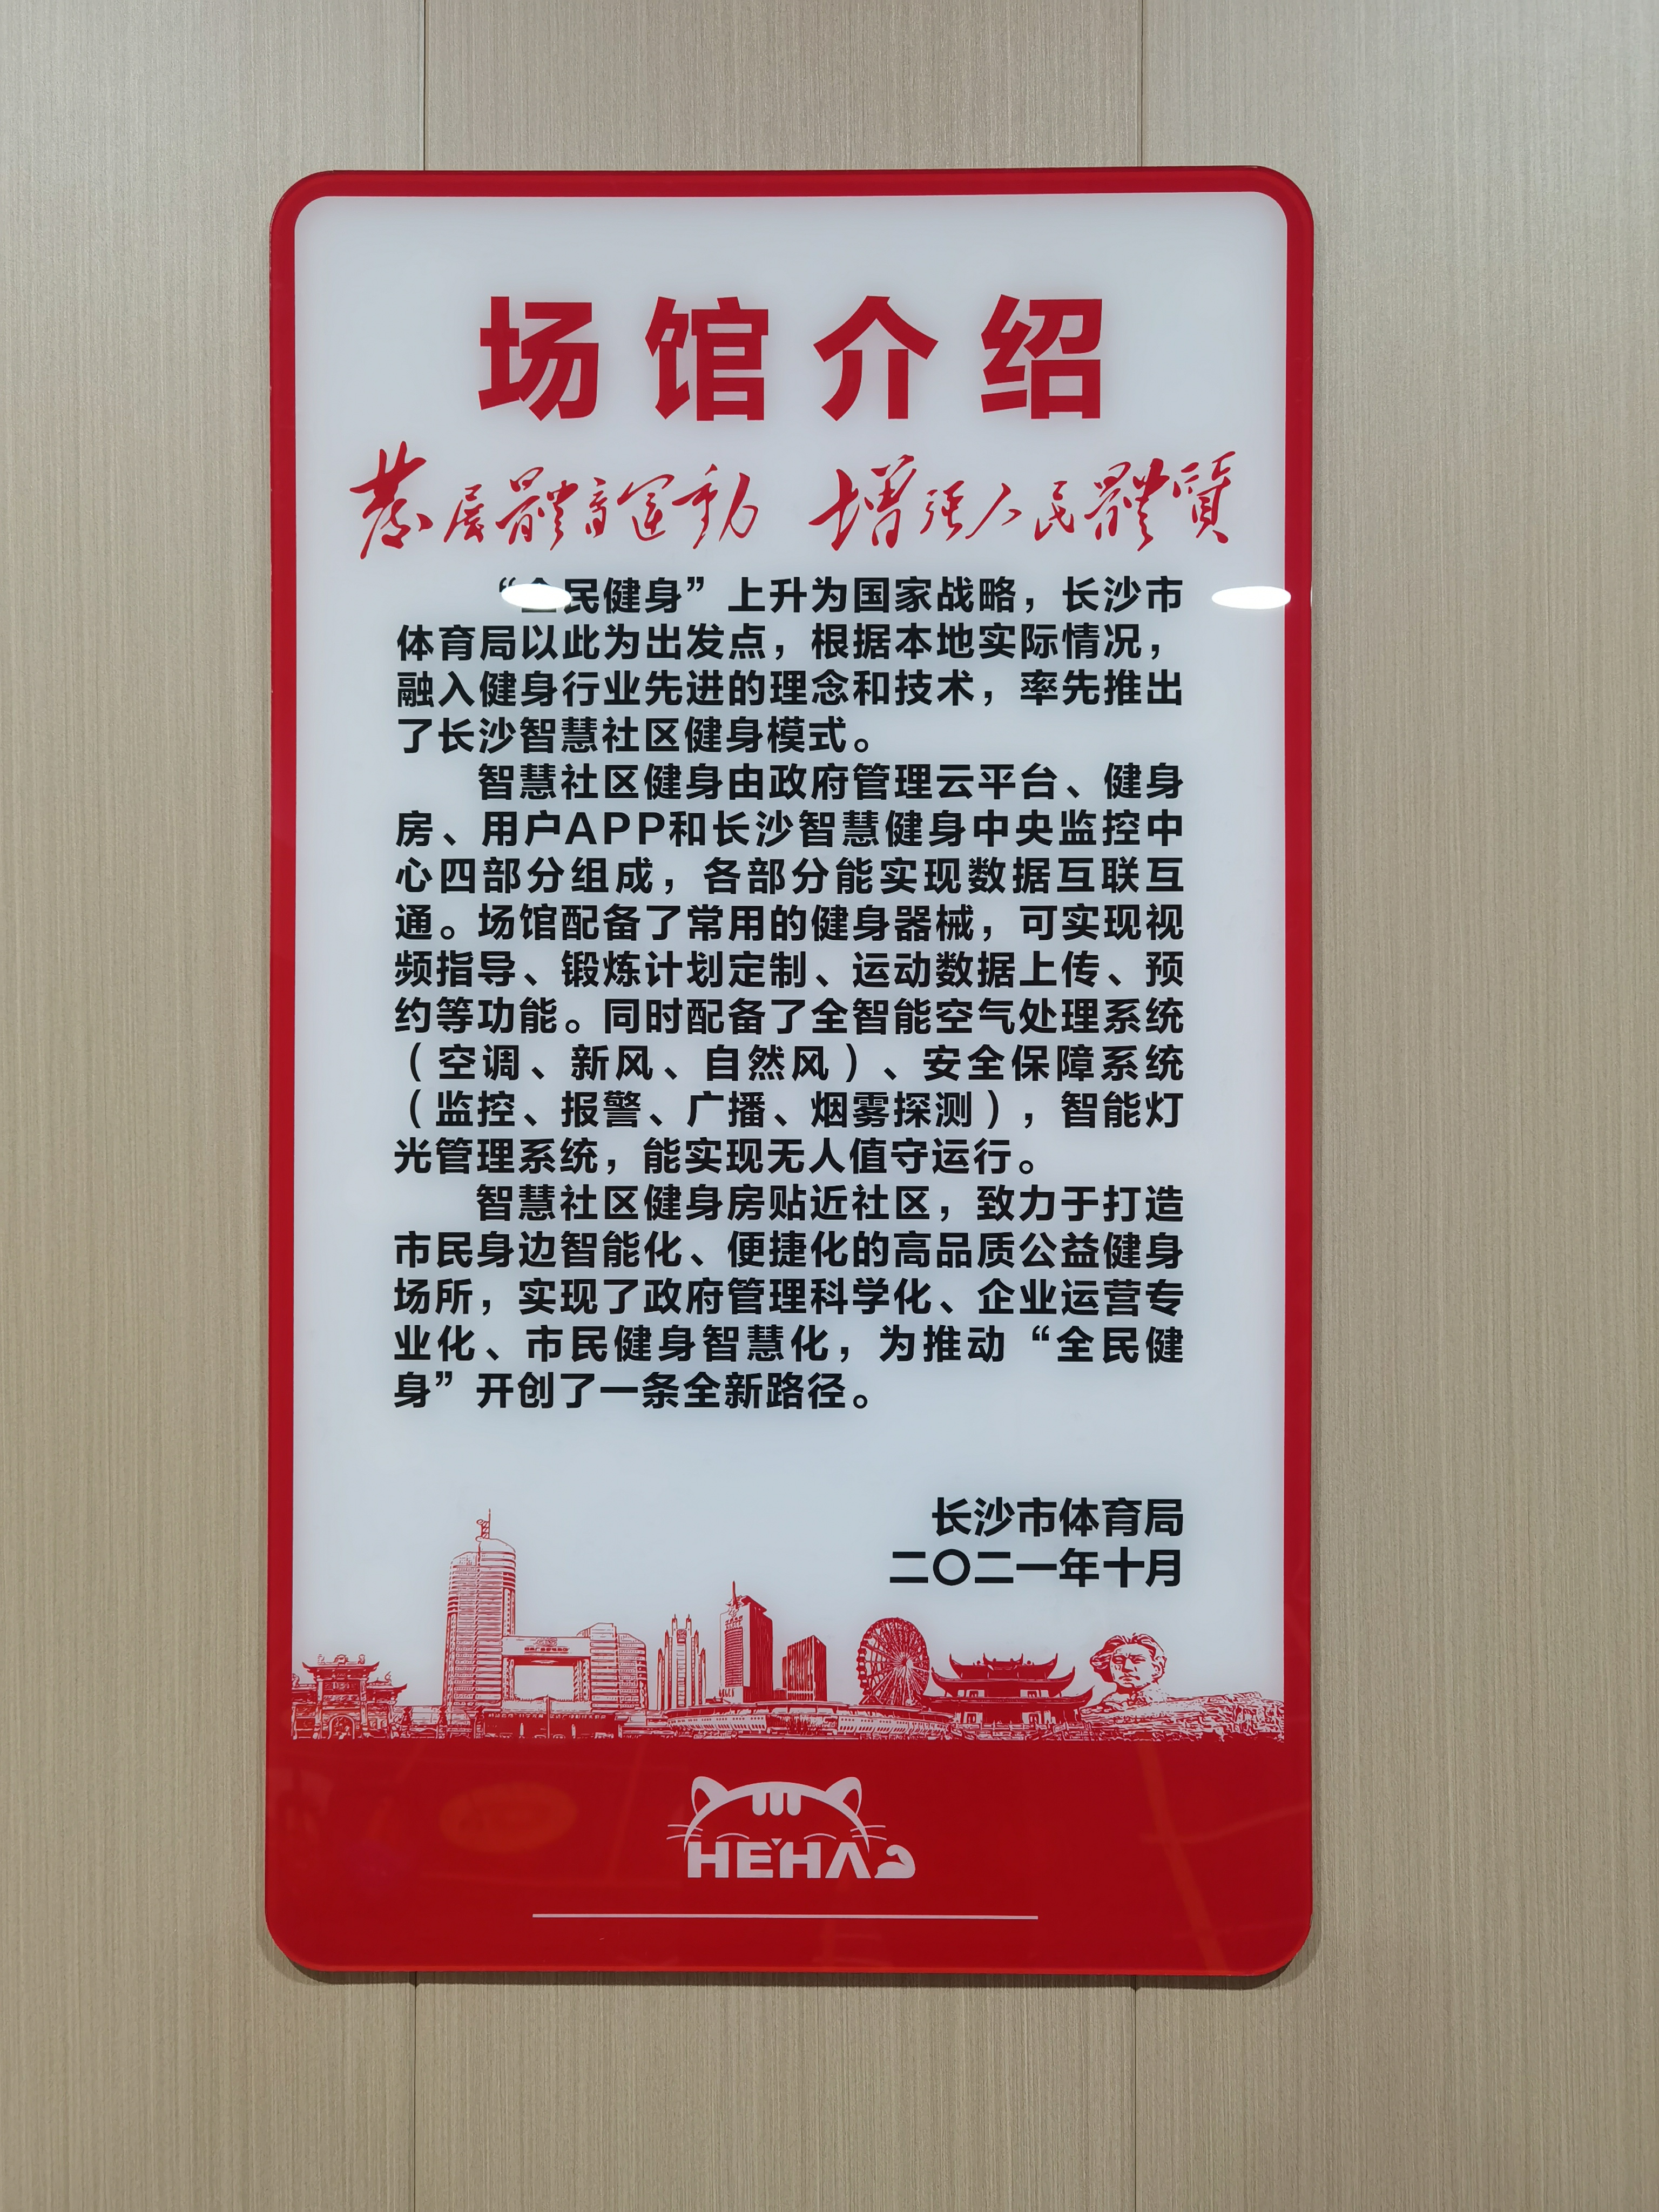 场馆介绍
发展體育運動 增强人民體質
“全民健身”上升为国家战略，长沙市
体育局以此为出发点，根据本地实际情况，
融入健身行业先进的理念和技术，率先推出
了长沙智慧社区健身模式。
智慧社区健身由政府管理云平台、健身
房、用户APP和长沙智慧健身中央监控中
心四部分组成，各部分能实现数据互联互
通。场馆配备了常用的健身器械，可实现视
频指导、锻炼计划定制、运动数据上传、预
约等功能。同时配备了全智能空气处理系统
（空调、新风、自然风）、安全保障系统
（监控、报警、广播、烟雾探测），智能灯
光管理系统，能实现无人值守运行。
智慧社区健身房贴近社区，致力于打造
市民身边智能化、便捷化的高品质公益健身
场所，实现了政府管理科学化、企业运营专
业化、市民健身智慧化，为推动“全民健
身”开创了一条全新路径。
长沙市体育局
二〇二一年十月
HEHA